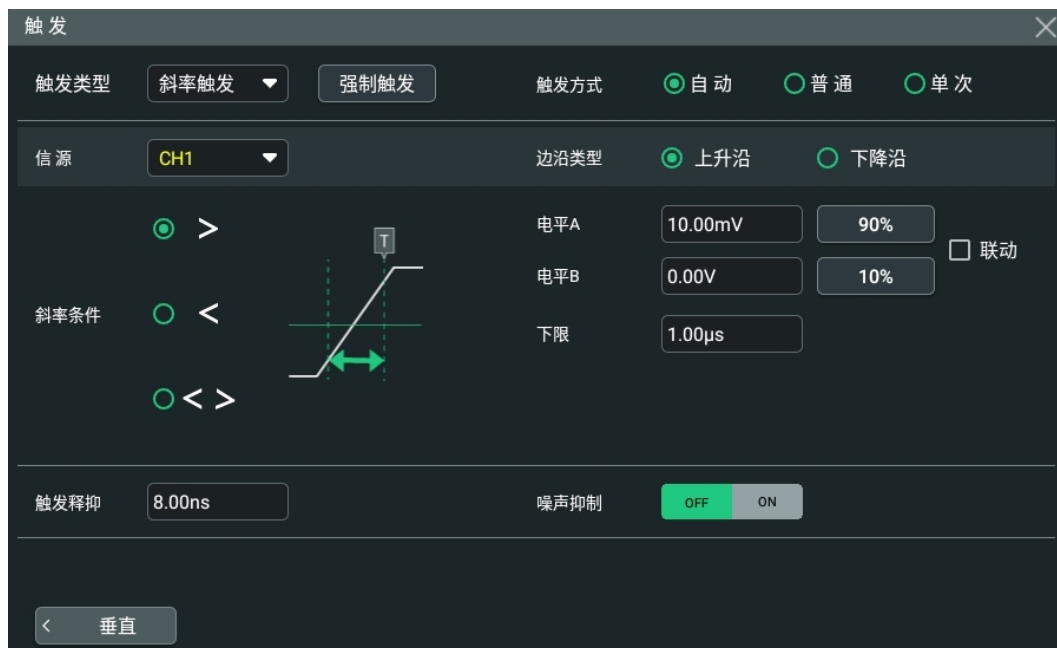 触发
触发类型 斜率触发 强制触发 触发方式 自动 普通 单次
信源 CH1 边沿类型 上升沿 下降沿
> 电平A 10.00mV 90%
T 联动
电平B 0.00V 10%
斜率条件 < 下限 1.00μs
< >
触发释抑 8.00ns 噪声抑制 OFF ON
< 垂直